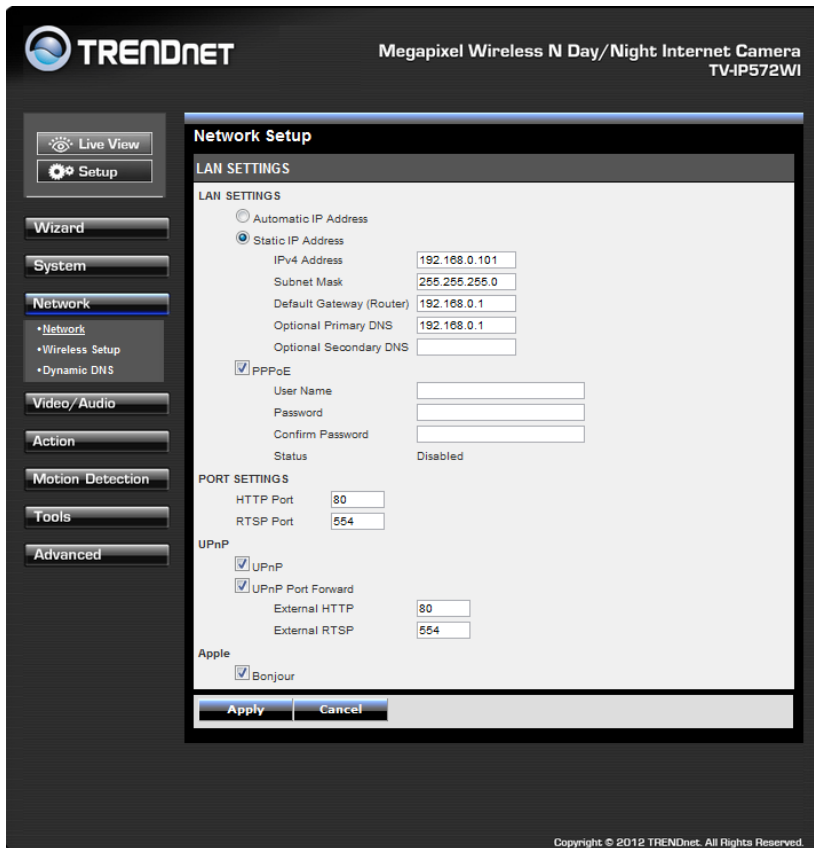 TRENDNET
Megapixel Wireless N Day/Night Internet Camera
TV-IP572WI
Live View
Setup
Wizard
System
Network
•Network
•Wireless Setup
•Dynamic DNS
Video/Audio
Action
Motion Detection
Tools
Advanced
Network Setup
LAN SETTINGS
LAN SETTINGS
Automatic IP Address
Static IP Address
IPv4 Address 192.168.0.101
Subnet Mask 255.255.255.0
Default Gateway (Router) 192.168.0.1
Optional Primary DNS 192.168.0.1
Optional Secondary DNS
PPPoE
User Name
Password
Confirm Password
Status Disabled
PORT SETTINGS
HTTP Port 80
RTSP Port 554
UPnP
UPnP
UPnP Port Forward
External HTTP 80
External RTSP 554
Apple
Bonjour
Apply Cancel
Copyright © 2012 TRENDnet. All Rights Reserved.